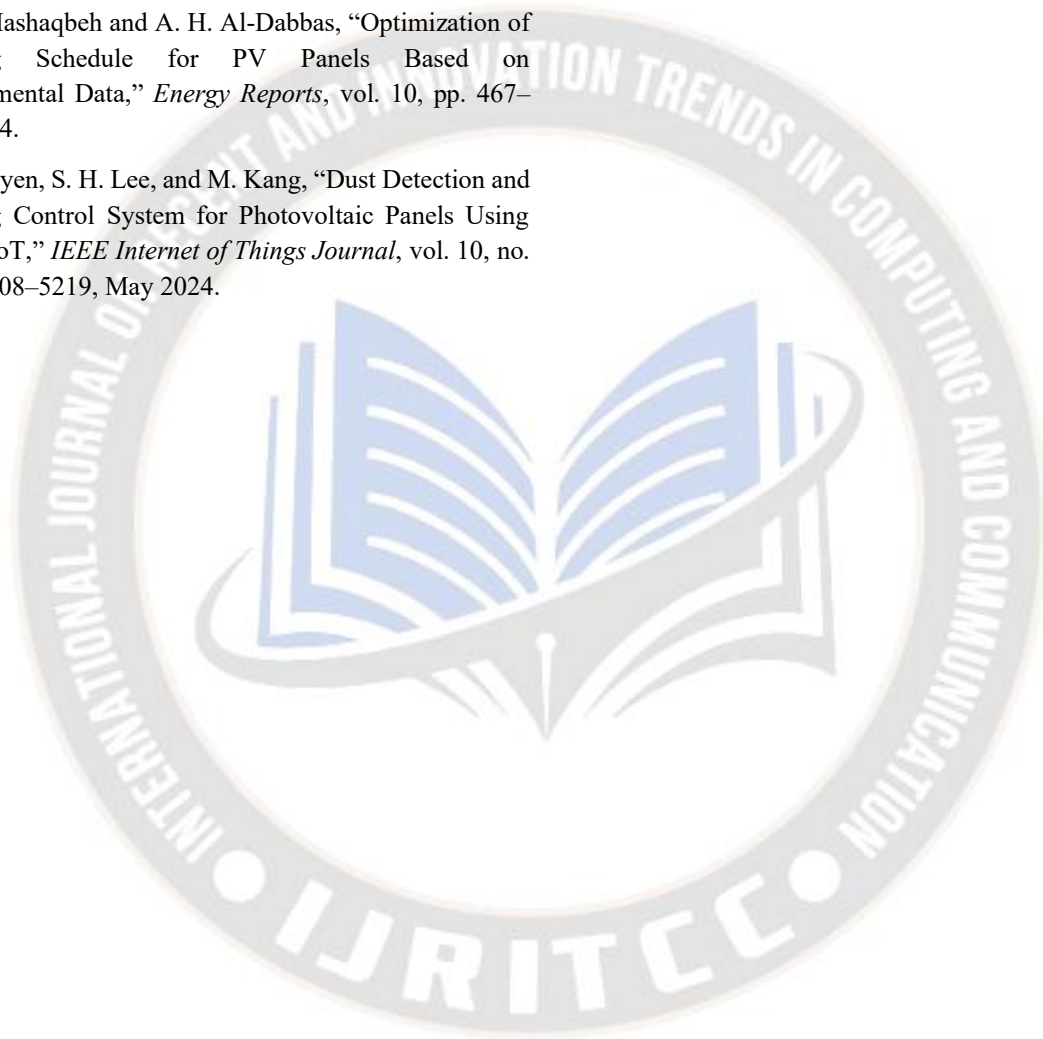 Iashaqbeh and A. H. Al-Dabbas, “Optimization of
Schedule for PV Panels Based on
mental Data,” Energy Reports, vol. 10, pp. 467–
4.
yen, S. H. Lee, and M. Kang, “Dust Detection and
Control System for Photovoltaic Panels Using
oT,” IEEE Internet of Things Journal, vol. 10, no.
08–5219, May 2024.
INTERNATIONAL JOURNAL ON RECENT AND INNOVATION TRENDS IN COMPUTING AND COMMUNICATION
IJRITCC